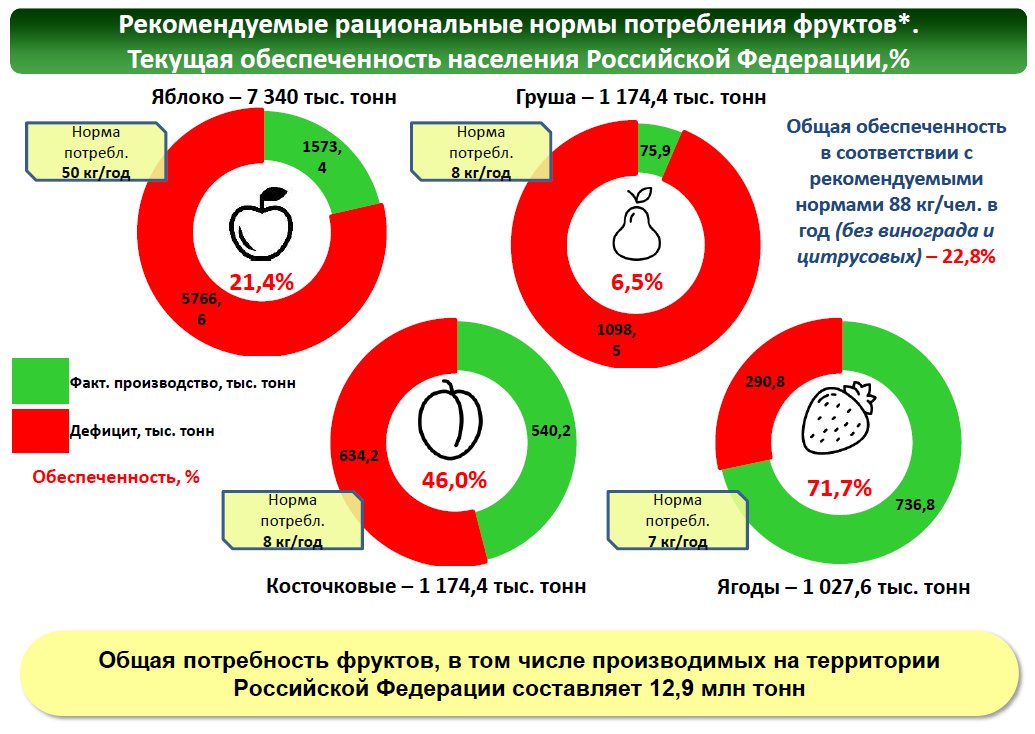 Рекомендуемые рациональные нормы потребления фруктов*.
Текущая обеспеченность населения Российской Федерации,%
Яблоко – 7 340 тыс. тонн
Норма
потребл.
50 кг/год
1573,
4
21,4%
5766,
6
Груша – 1 174,4 тыс. тонн
Норма
потребл.
8 кг/год
75,9
6,5%
1098,
5
Общая обеспеченность
в соответствии с
рекомендуемыми
нормами 88 кг/чел. в
год (без винограда и
цитрусовых) – 22,8%
Факт. производство, тыс. тонн
Дефицит, тыс. тонн
Обеспеченность, %
540,2
634,2
46,0%
Норма
потребл.
8 кг/год
Косточковые – 1 174,4 тыс. тонн
290,8
71,7%
736,8
Норма
потребл.
7 кг/год
Ягоды – 1 027,6 тыс. тонн
Общая потребность фруктов, в том числе производимых на территории
Российской Федерации составляет 12,9 млн тонн